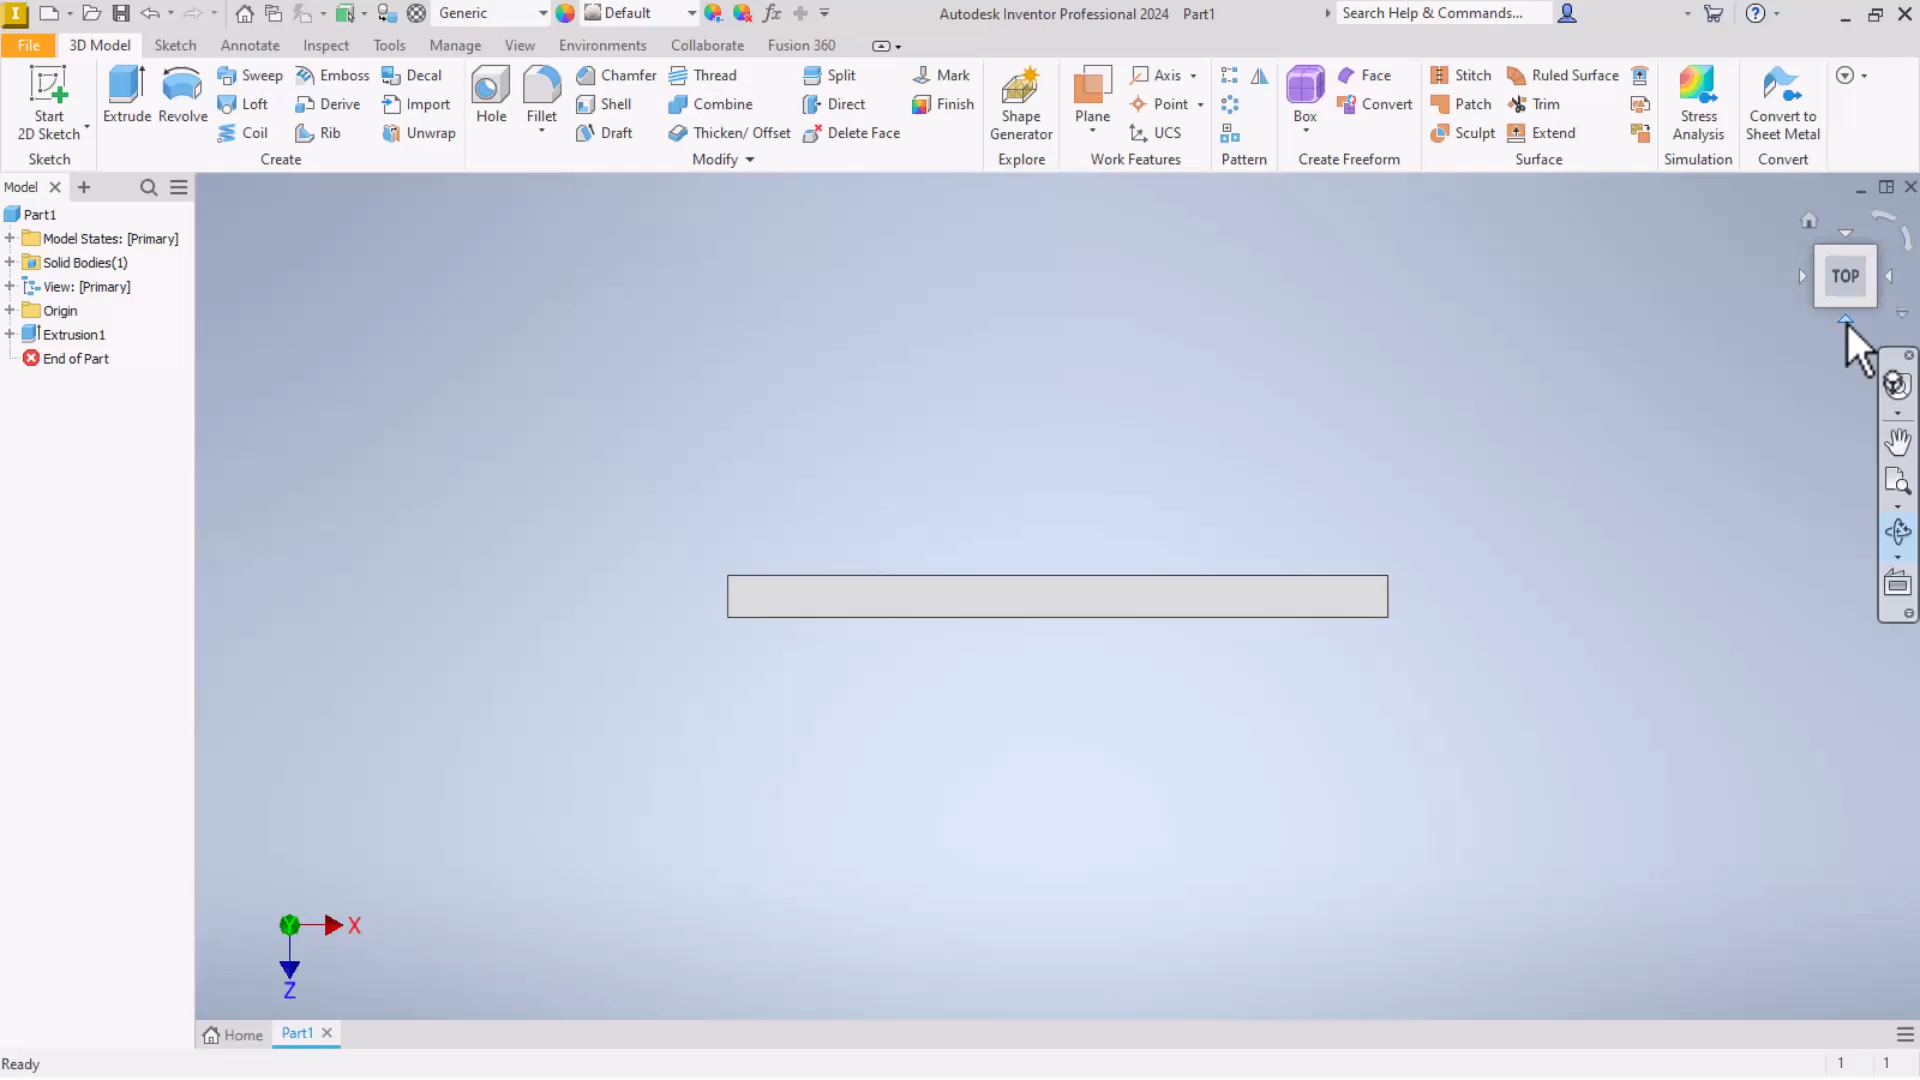 I Generic Default fx Autodesk Inventor Professional 2024 Part1 Search Help & Commands...
File 3D Model Sketch Annotate Inspect Tools Manage View Environments Collaborate Fusion 360
Sweep Emboss Decal Chamfer Thread Split Mark Axis Face Stitch Ruled Surface
Loft Derive Import Shell Combine Direct Finish Point Convert Patch Trim
Start 2D Sketch Extrude Revolve Hole Fillet Shape Generator Plane Box Stress Analysis Convert to Sheet Metal
Coil Rib Unwrap Draft Thicken/ Offset Delete Face UCS Sculpt Extend
Sketch Create Modify Explore Work Features Pattern Create Freeform Surface Simulation Convert
Model
Part1
Model States: [Primary]
Solid Bodies(1)
View: [Primary]
Origin
Extrusion1
End of Part
TOP
Y X
Z
Home Part1
Ready 1 1